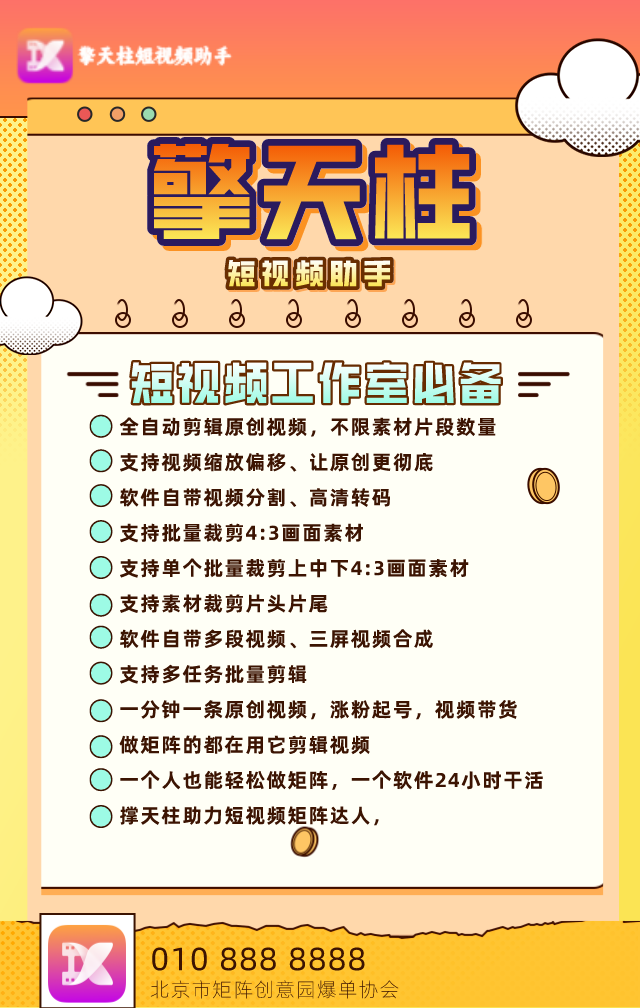 擎天柱短视频助手
擎天柱
短视频助手
短视频工作室必备
全自动剪辑原创视频，不限素材片段数量
支持视频缩放偏移、让原创更彻底
软件自带视频分割、高清转码
支持批量裁剪4:3画面素材
支持单个批量裁剪上中下4:3画面素材
支持素材裁剪片头片尾
软件自带多段视频、三屏视频合成
支持多任务批量剪辑
一分钟一条原创视频，涨粉起号，视频带货
做矩阵的都在用它剪辑视频
一个人也能轻松做矩阵，一个软件24小时干活
撑天柱助力短视频矩阵达人，
010 888 8888
北京市矩阵创意园爆单协会